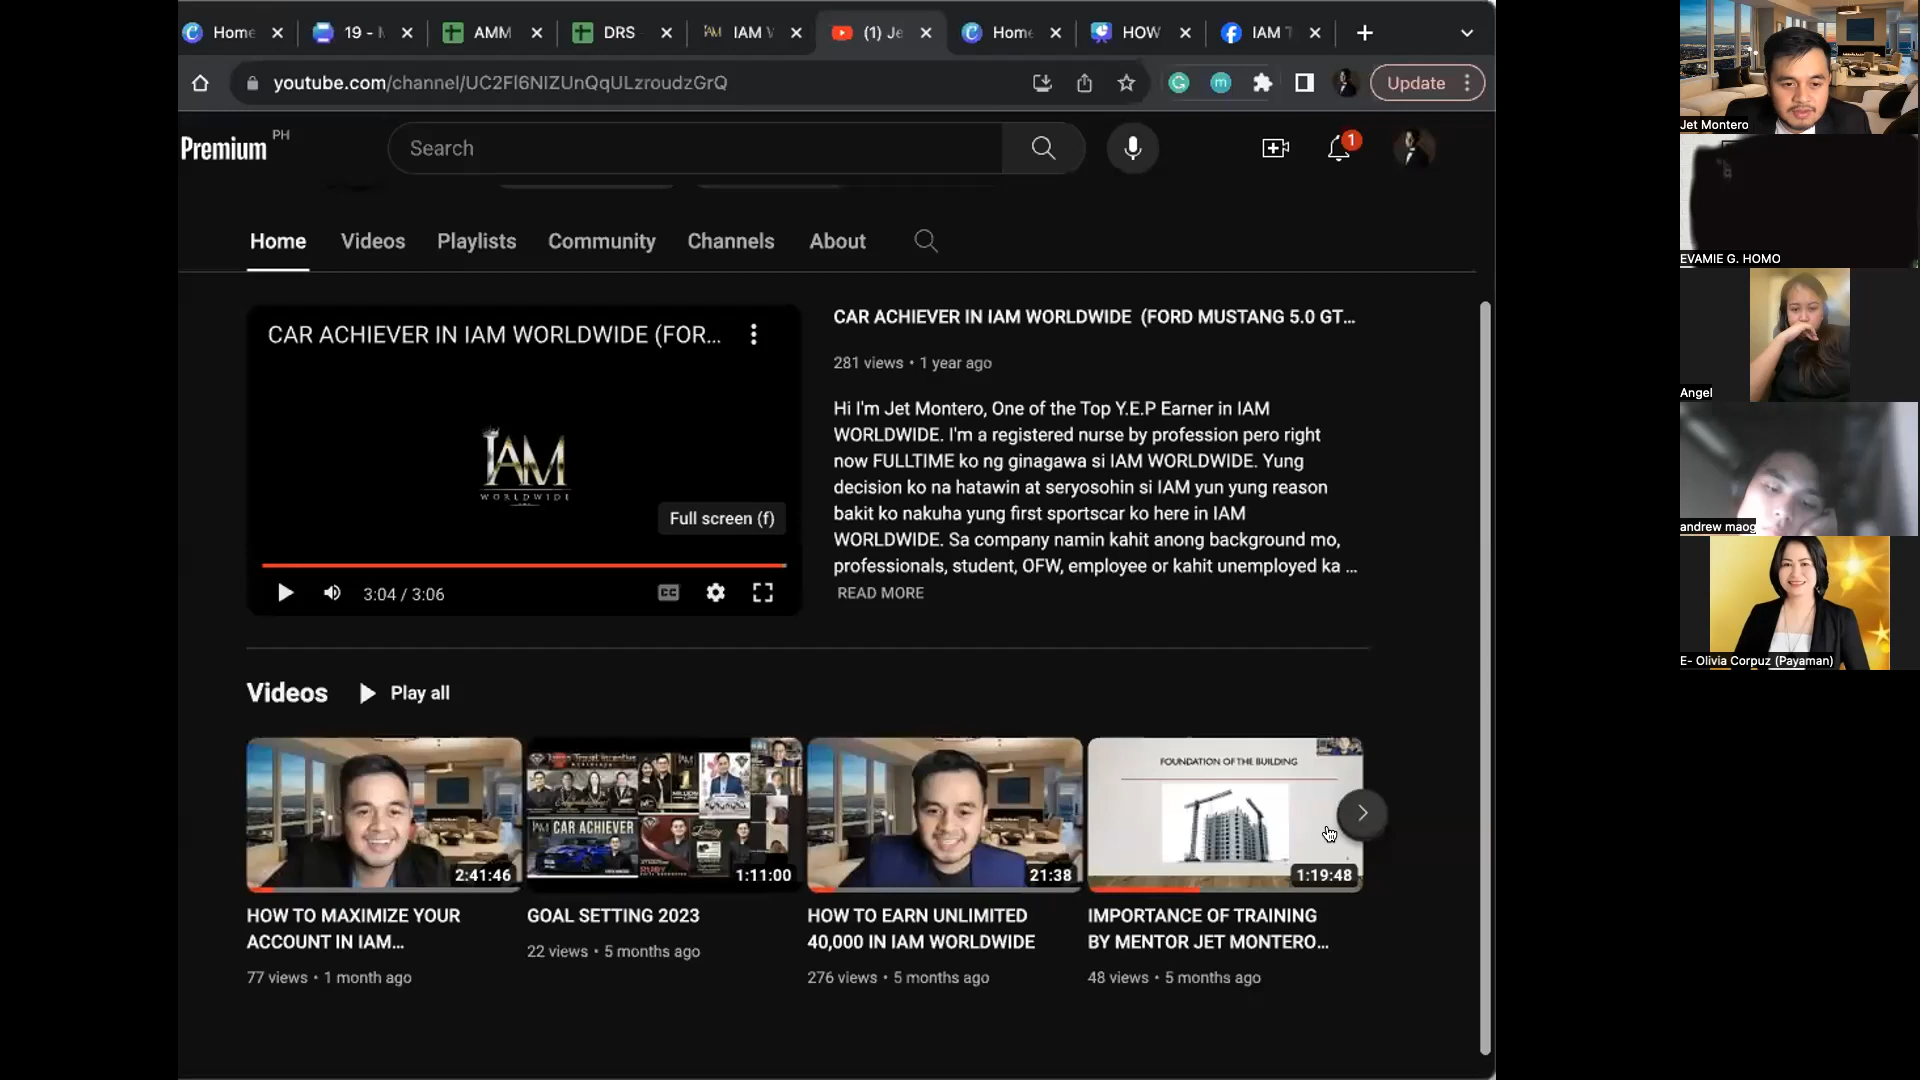 Home
19 -
AMM
DRS
IAM
(1) Je
Home
HOW
IAM
youtube.com/channel/UC2Fl6NIZUnQqULzroudzGrQ
Update
Premium PH
Search
1
Home Videos Playlists Community Channels About
CAR ACHIEVER IN IAM WORLDWIDE (FOR...
IAM
WORLDWIDE
Full screen (f)
3:04 / 3:06
CC
CAR ACHIEVER IN IAM WORLDWIDE (FORD MUSTANG 5.0 GT...
281 views • 1 year ago
Hi I'm Jet Montero, One of the Top Y.E.P Earner in IAM
WORLDWIDE. I'm a registered nurse by profession pero right
now FULLTIME ko ng ginagawa si IAM WORLDWIDE. Yung
decision ko na hatawin at seryosohin si IAM yun yung reason
bakit ko nakuha yung first sportscar ko here in IAM
WORLDWIDE. Sa company namin kahit anong background mo,
professionals, student, OFW, employee or kahit unemployed ka ...
READ MORE
Videos
Play all
2:41:46
HOW TO MAXIMIZE YOUR
ACCOUNT IN IAM...
77 views • 1 month ago
CAR ACHIEVER
1:11:00
GOAL SETTING 2023
22 views • 5 months ago
21:38
HOW TO EARN UNLIMITED
40,000 IN IAM WORLDWIDE
276 views • 5 months ago
FOUNDATION OF THE BUILDING
1:19:48
IMPORTANCE OF TRAINING
BY MENTOR JET MONTERO...
48 views • 5 months ago
Jet Montero
EVAMIE G. HOMO
Angel
andrew maog
E- Olivia Corpuz (Payaman)